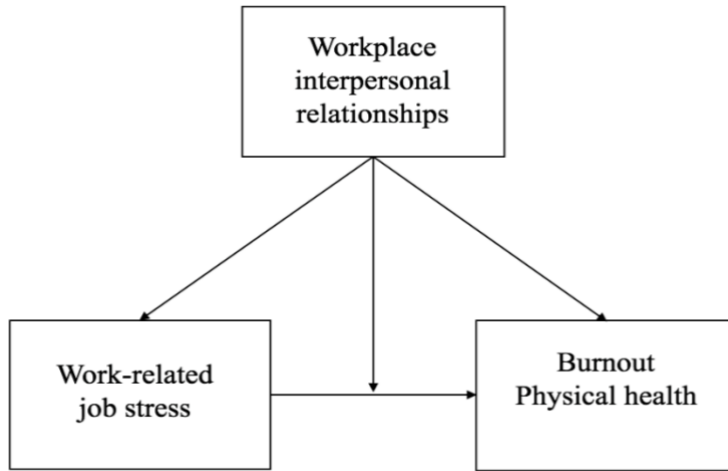 Workplace
interpersonal
relationships
Work-related
job stress
Burnout
Physical health